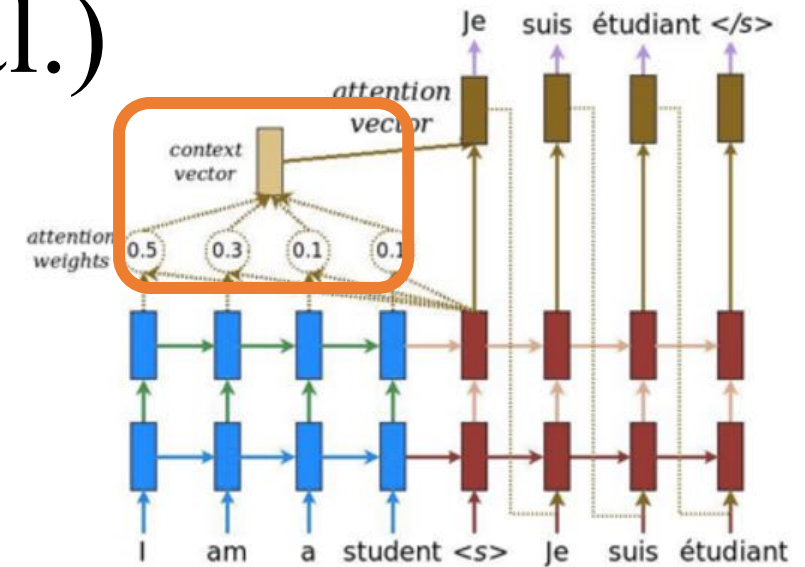 l.)
Je suis étudiant </s>
attention
vector
context
vector
attention
weights
0.5 0.3 0.1 0.1
I am a student <s> Je suis étudiant